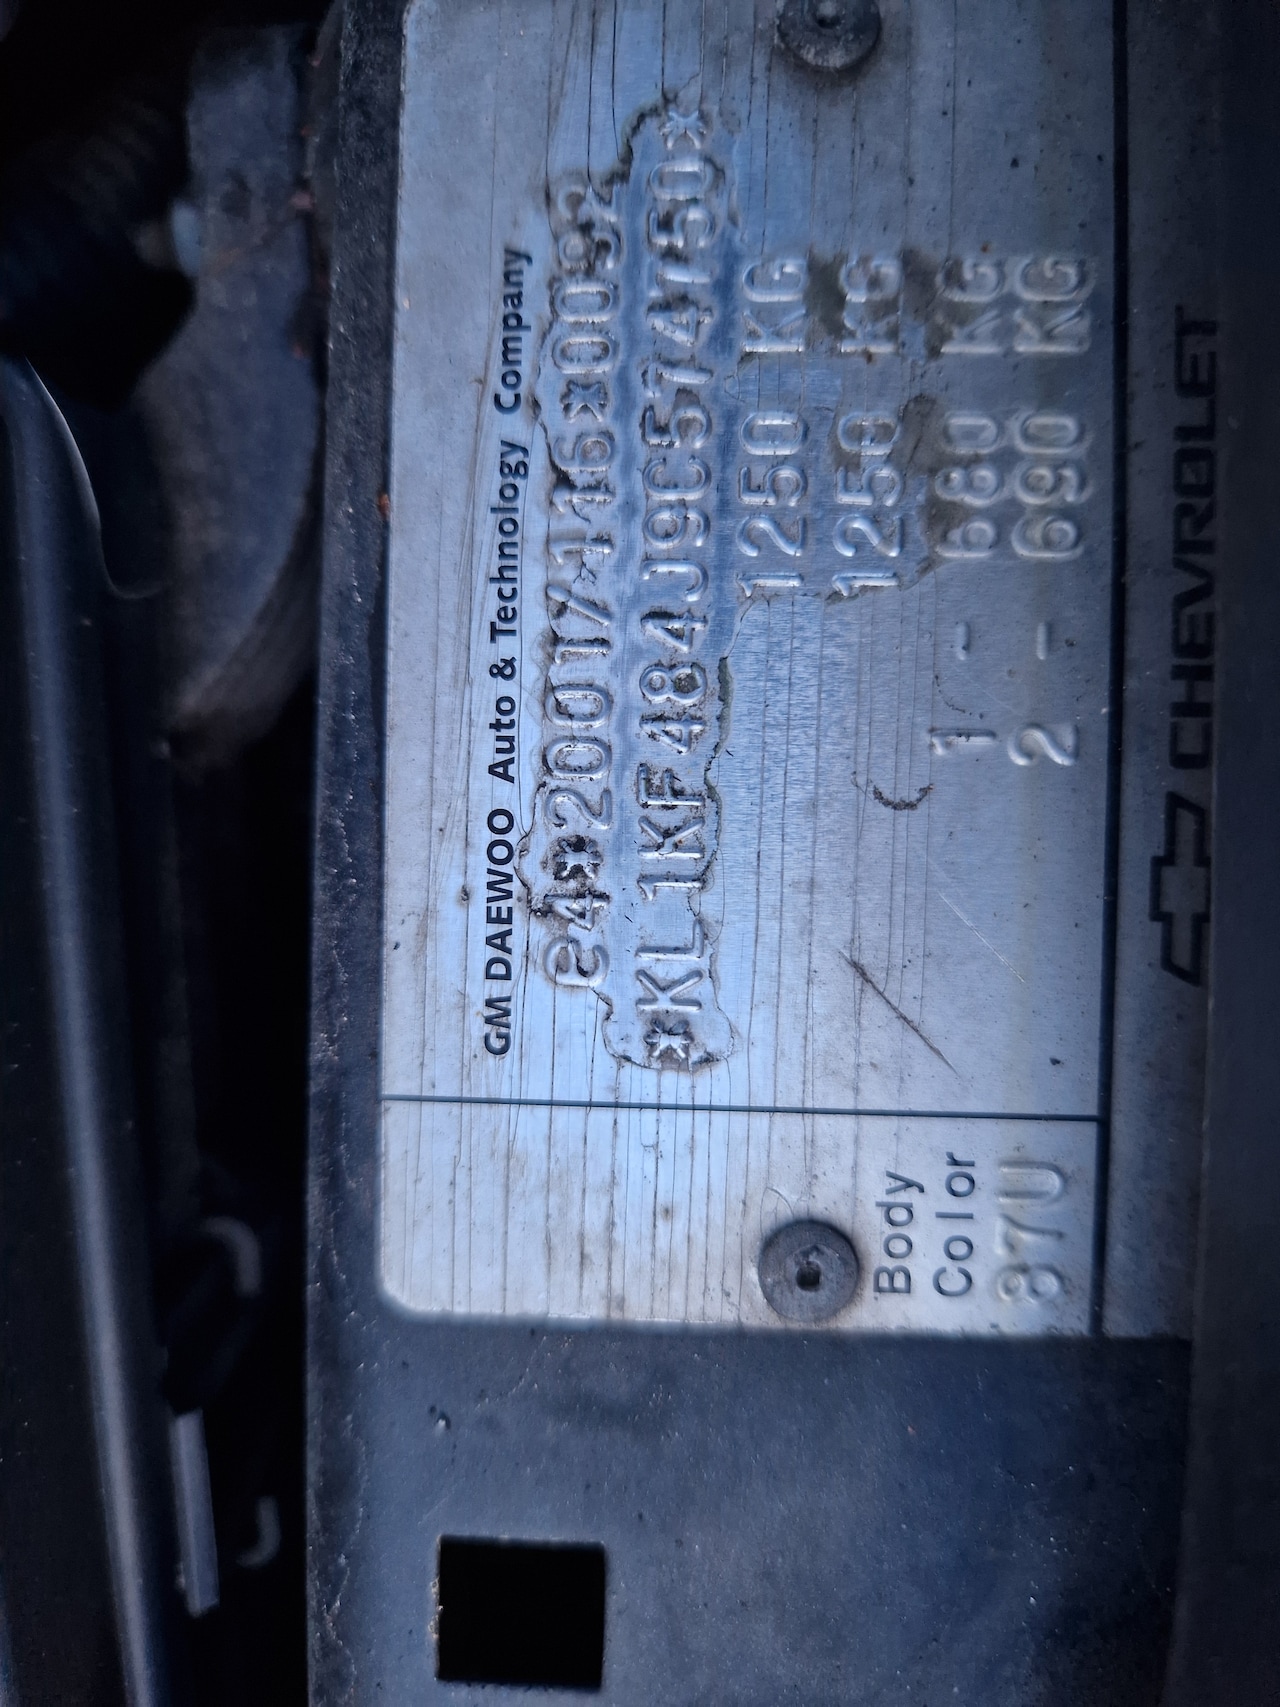 GM DAEWOO Auto & Technology Company
e4*2001/116*0092
*KL1KF484J9C574750*
1250 KG
1250 KG
1 - 680 KG
2 - 690 KG
Body
Color
87U
CHEVROLET